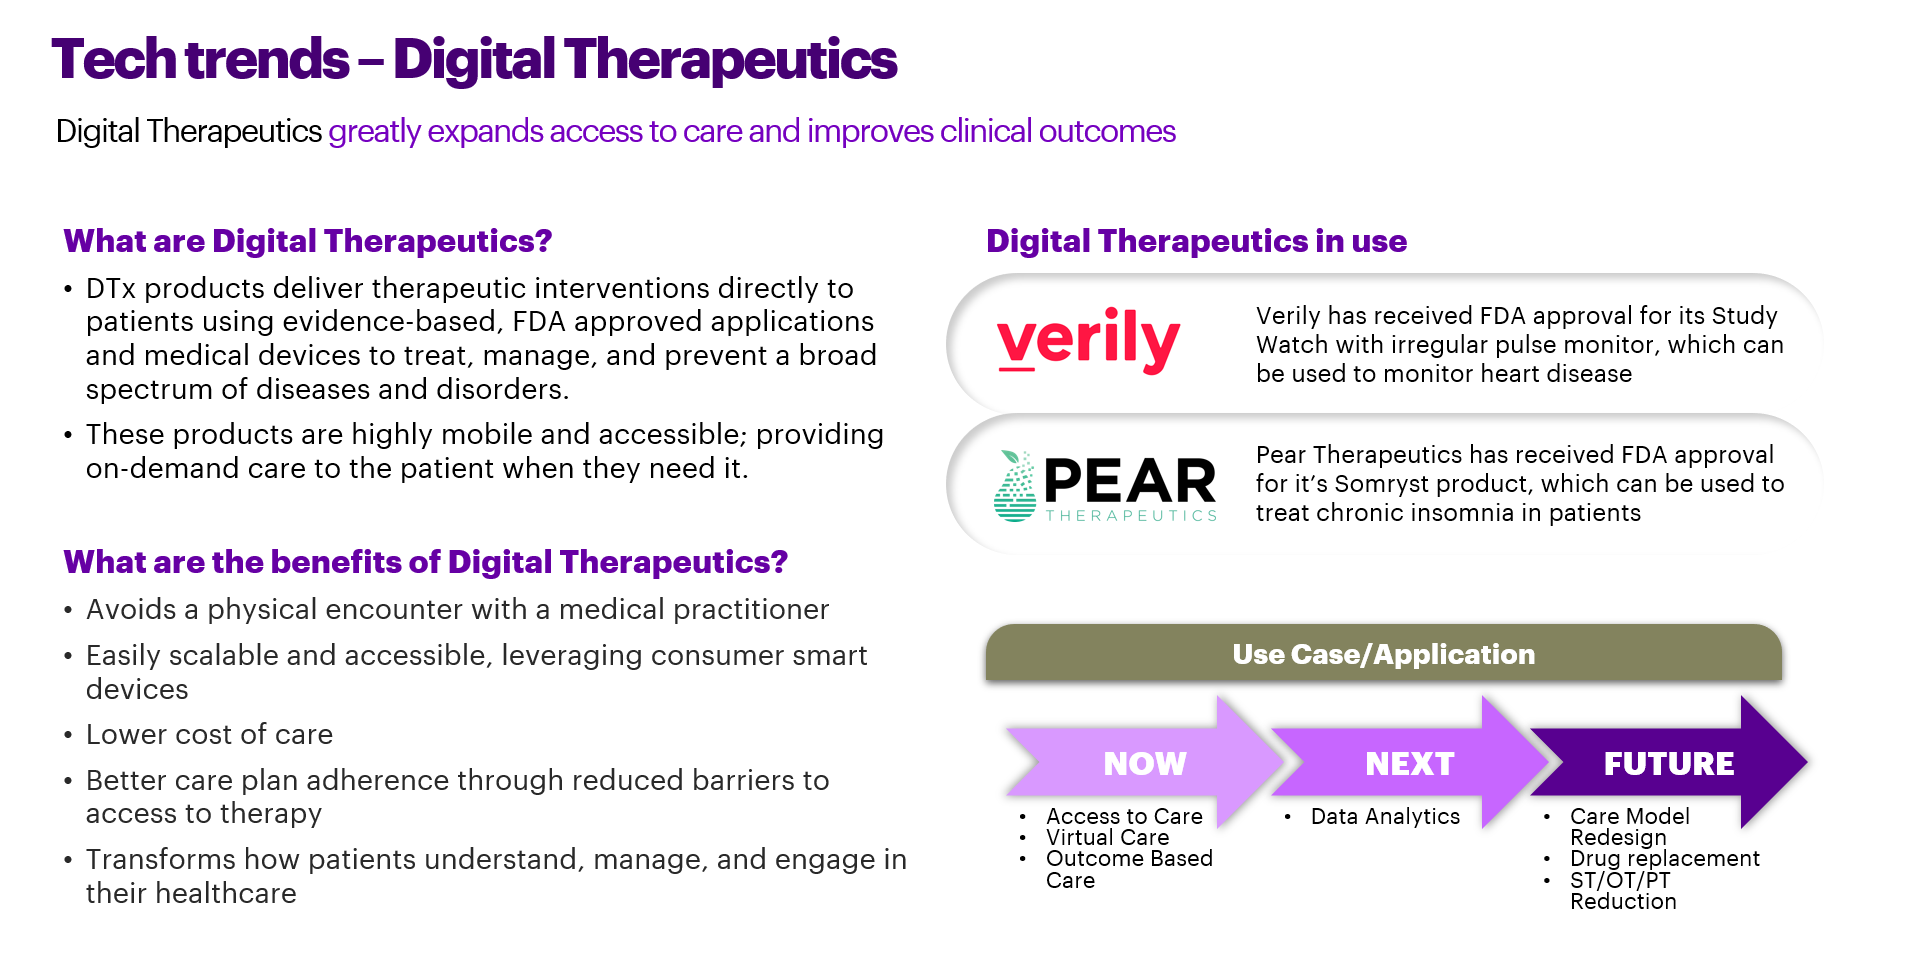 Tech trends – Digital Therapeutics
Digital Therapeutics greatly expands access to care and improves clinical outcomes
What are Digital Therapeutics?
• DTx products deliver therapeutic interventions directly to
patients using evidence-based, FDA approved applications
and medical devices to treat, manage, and prevent a broad
spectrum of diseases and disorders.
• These products are highly mobile and accessible; providing
on-demand care to the patient when they need it.
What are the benefits of Digital Therapeutics?
• Avoids a physical encounter with a medical practitioner
• Easily scalable and accessible, leveraging consumer smart
devices
• Lower cost of care
• Better care plan adherence through reduced barriers to
access to therapy
• Transforms how patients understand, manage, and engage in
their healthcare
Digital Therapeutics in use
verily
Verily has received FDA approval for its Study
Watch with irregular pulse monitor, which can
be used to monitor heart disease
PEAR
THERAPEUTICS
Pear Therapeutics has received FDA approval
for it’s Somryst product, which can be used to
treat chronic insomnia in patients
Use Case/Application
NOW
• Access to Care
• Virtual Care
• Outcome Based
Care
NEXT
• Data Analytics
FUTURE
• Care Model
Redesign
• Drug replacement
• ST/OT/PT
Reduction